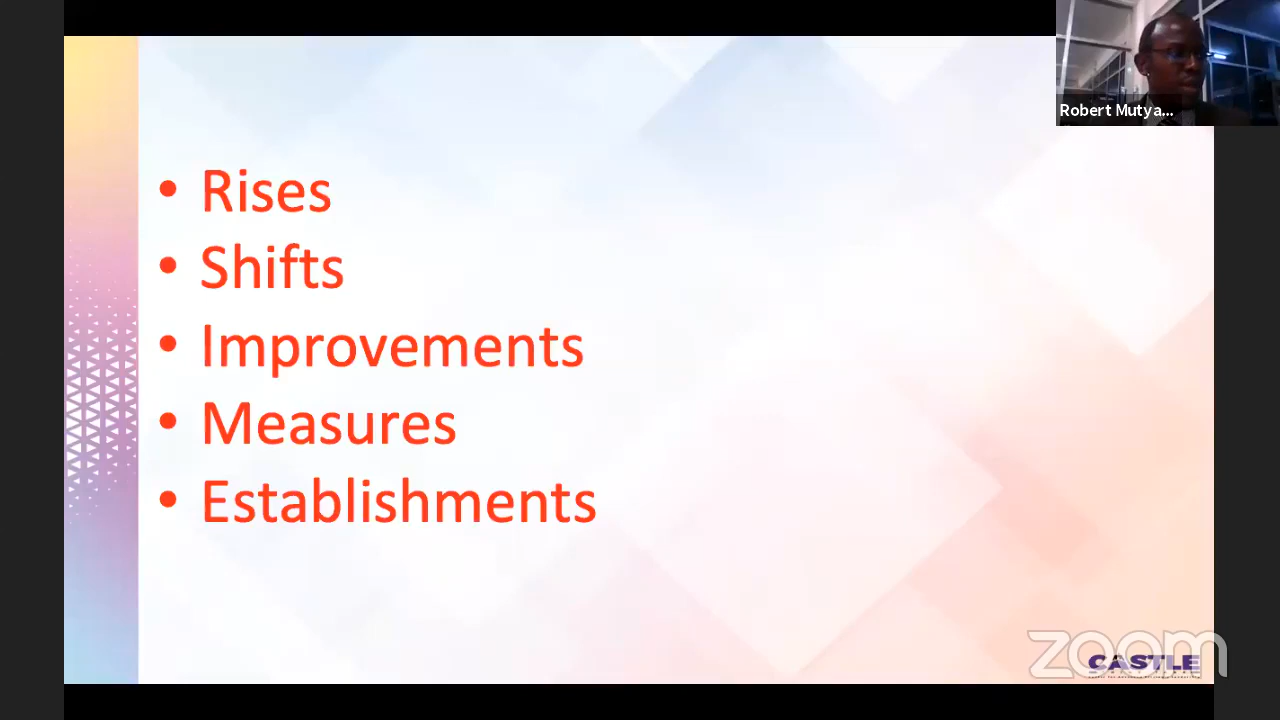 Robert Mutya...
• Rises
• Shifts
• Improvements
• Measures
• Establishments
zoom
CASTLE